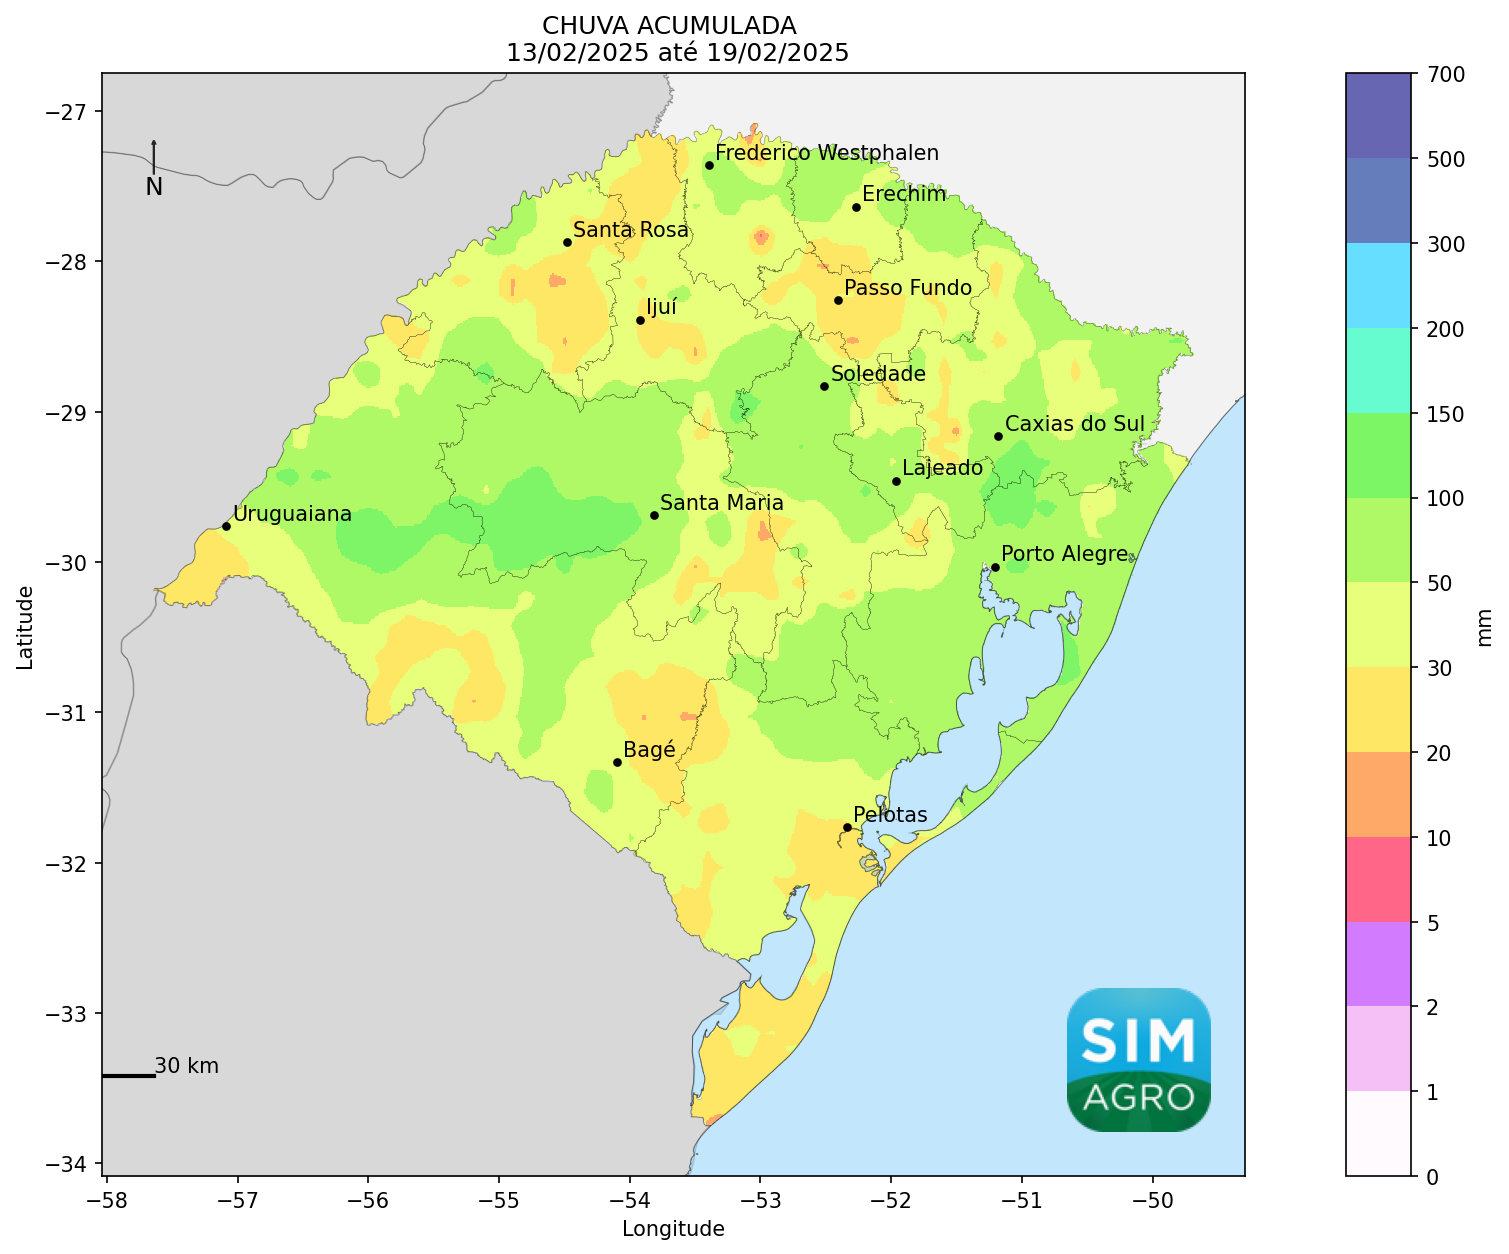 CHUVA ACUMULADA
13/02/2025 até 19/02/2025
−27
−28
−29
−30
−31
−32
−33
−34
Latitude
N
Frederico Westphalen
Erechim
Santa Rosa
Passo Fundo
Ijuí
Soledade
Caxias do Sul
Lajeado
Santa Maria
Uruguaiana
Porto Alegre
Bagé
Pelotas
30 km
SIM
AGRO
−58
−57
−56
−55
−54
−53
−52
−51
−50
Longitude
700
500
300
200
150
100
50
30
20
10
5
2
1
0
mm